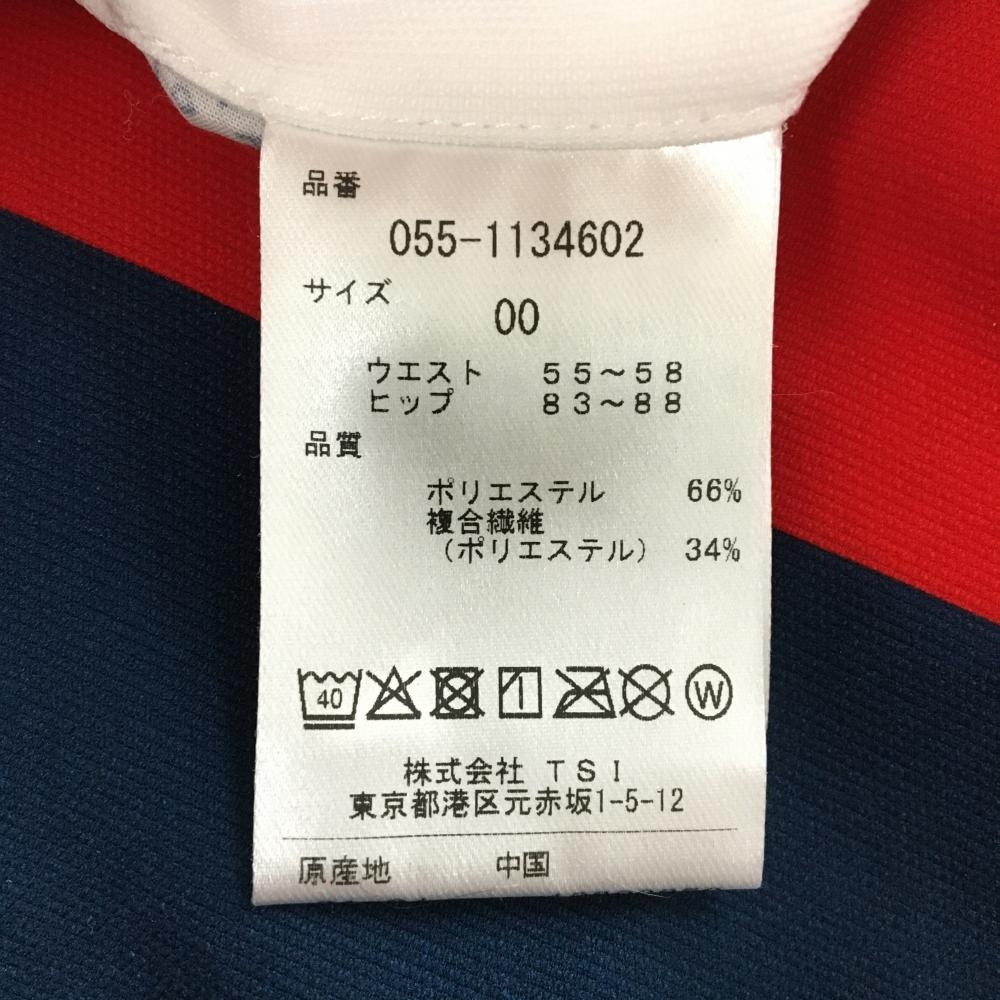 品番
055-1134602
サイズ
00
ウエスト 55～58
ヒップ 83～88
品質
ポリエステル 66%
複合繊維
(ポリエステル) 34%
40 W
株式会社 TSI
東京都港区元赤坂1-5-12
原産地 中国